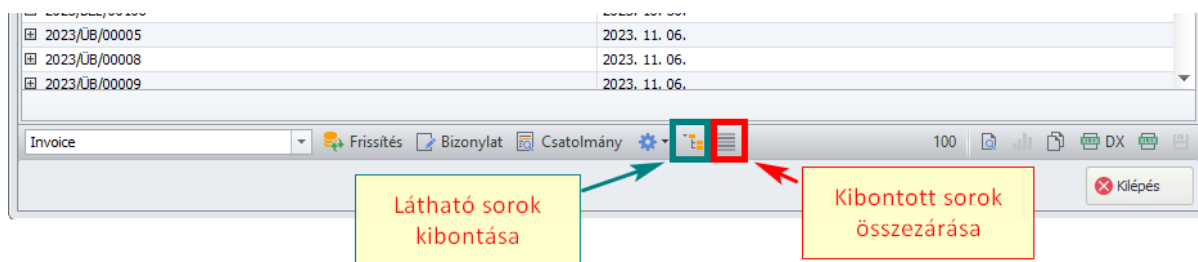 2023/ÜB/00005 2023. 11. 06.
2023/ÜB/00008 2023. 11. 06.
2023/ÜB/00009 2023. 11. 06.
Invoice Frissítés Bizonylat Csatolmány 100 DX
Kilépés
Látható sorok
kibontása
Kibontott sorok
összezárása